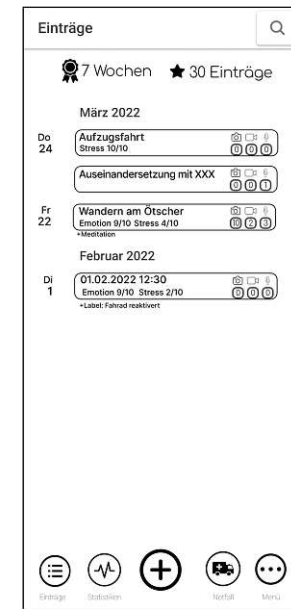 Einträge
7 Wochen 30 Einträge
März 2022
Do
24
Aufzugsfahrt
Stress 10/10
0 0 0
Auseinandersetzung mit XXX
0 0 1
Fr
22
Wandern am Ötscher
Emotion 9/10 Stress 4/10
10 2 3
+Meditation
Februar 2022
Di
1
01.02.2022 12:30
Emotion 9/10 Stress 2/10
0 0 0
+Label: Fahrad reaktivert
Einträge Statistiken Notfall Menü